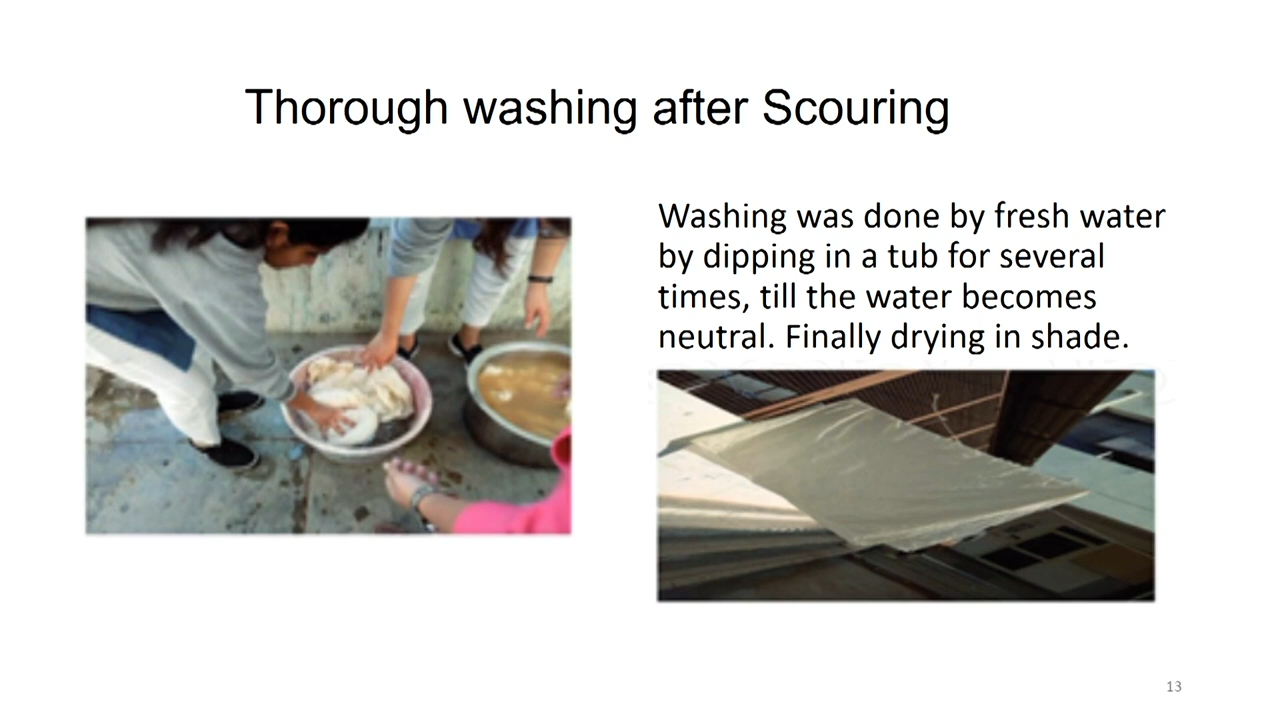 Thorough washing after Scouring
Washing was done by fresh water
by dipping in a tub for several
times, till the water becomes
neutral. Finally drying in shade.
13